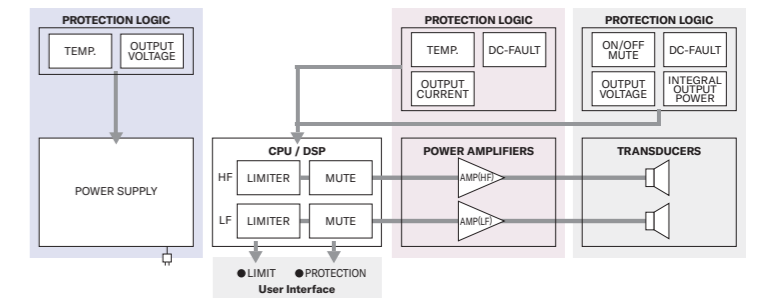 PROTECTION LOGIC
TEMP.
OUTPUT
VOLTAGE
POWER SUPPLY
PROTECTION LOGIC
TEMP.
DC-FAULT
OUTPUT
CURRENT
PROTECTION LOGIC
ON/OFF
MUTE
DC-FAULT
OUTPUT
VOLTAGE
INTEGRAL
OUTPUT
POWER
CPU / DSP
HF
LIMITER
MUTE
LF
LIMITER
MUTE
POWER AMPLIFIERS
AMP(HF)
AMP(LF)
TRANSDUCERS
●LIMIT
●PROTECTION
User Interface